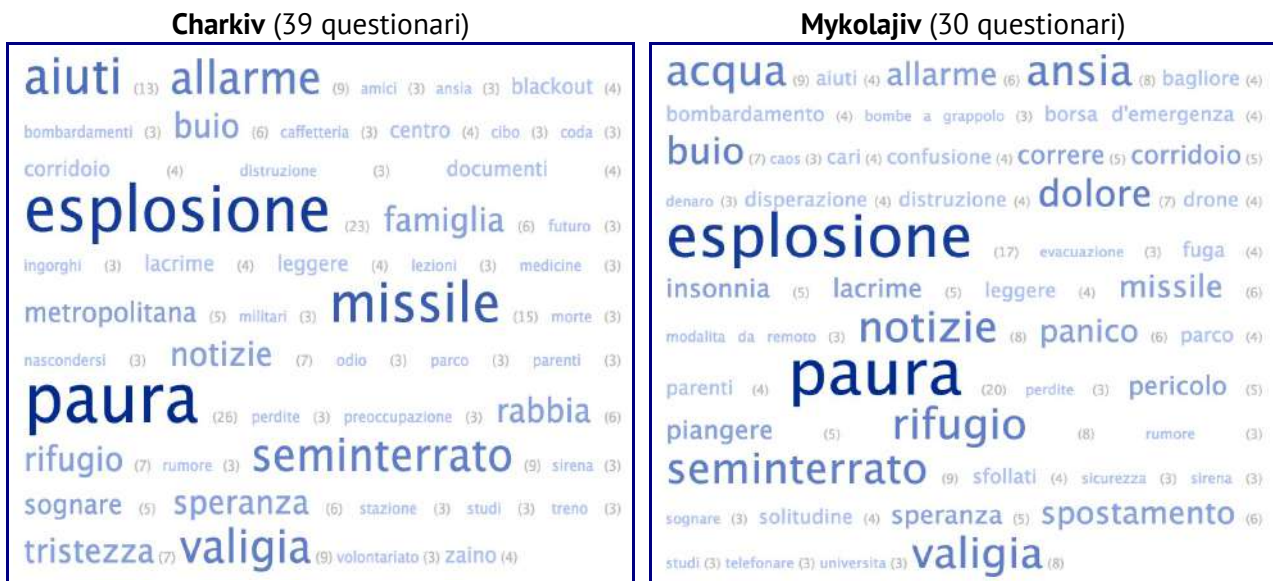 Charkiv (39 questionari)
aiuti (13) allarme (9) amici (3) ansia (3) blackout (4)
bombardamenti (3) buio (6) caffetteria (3) centro (4) cibo (3) coda (3)
corridoio (4) distruzione (3) documenti (4)
esplosione (23) famiglia (6) futuro (3)
ingorghi (3) lacrime (4) leggere (4) lezioni (3) medicine (3)
metropolitana (5) militari (3) missile (15) morte (3)
nascondersi (3) notizie (7) odio (3) parco (3) parenti (3)
paura (26) perdite (3) preoccupazione (3) rabbia (6)
rifugio (7) rumore (3) seminterrato (9) sirena (3)
sognare (5) speranza (6) stazione (3) studi (3) treno (3)
tristezza (7) valigia (9) volontariato (3) zaino (4)
Mykolajiv (30 questionari)
acqua (9) aiuti (4) allarme (6) ansia (8) bagliore (4)
bombardamento (4) bombe a grappolo (3) borsa d'emergenza (4)
buio (7) caos (3) cari (4) confusione (4) correre (5) corridoio (5)
denaro (3) disperazione (4) distruzione (4) dolore (7) drone (4)
esplosione (17) evacuazione (3) fuga (4)
insonnia (5) lacrime (5) leggere (4) missile (6)
modalita da remoto (3) notizie (8) panico (6) parco (4)
parenti (4) paura (20) perdite (3) pericolo (5)
piangere (5) rifugio (8) rumore (3)
seminterrato (9) sfollati (4) sicurezza (3) sirena (3)
sognare (3) solitudine (4) speranza (5) spostamento (6)
studi (3) telefonare (3) universita (3) valigia (8)